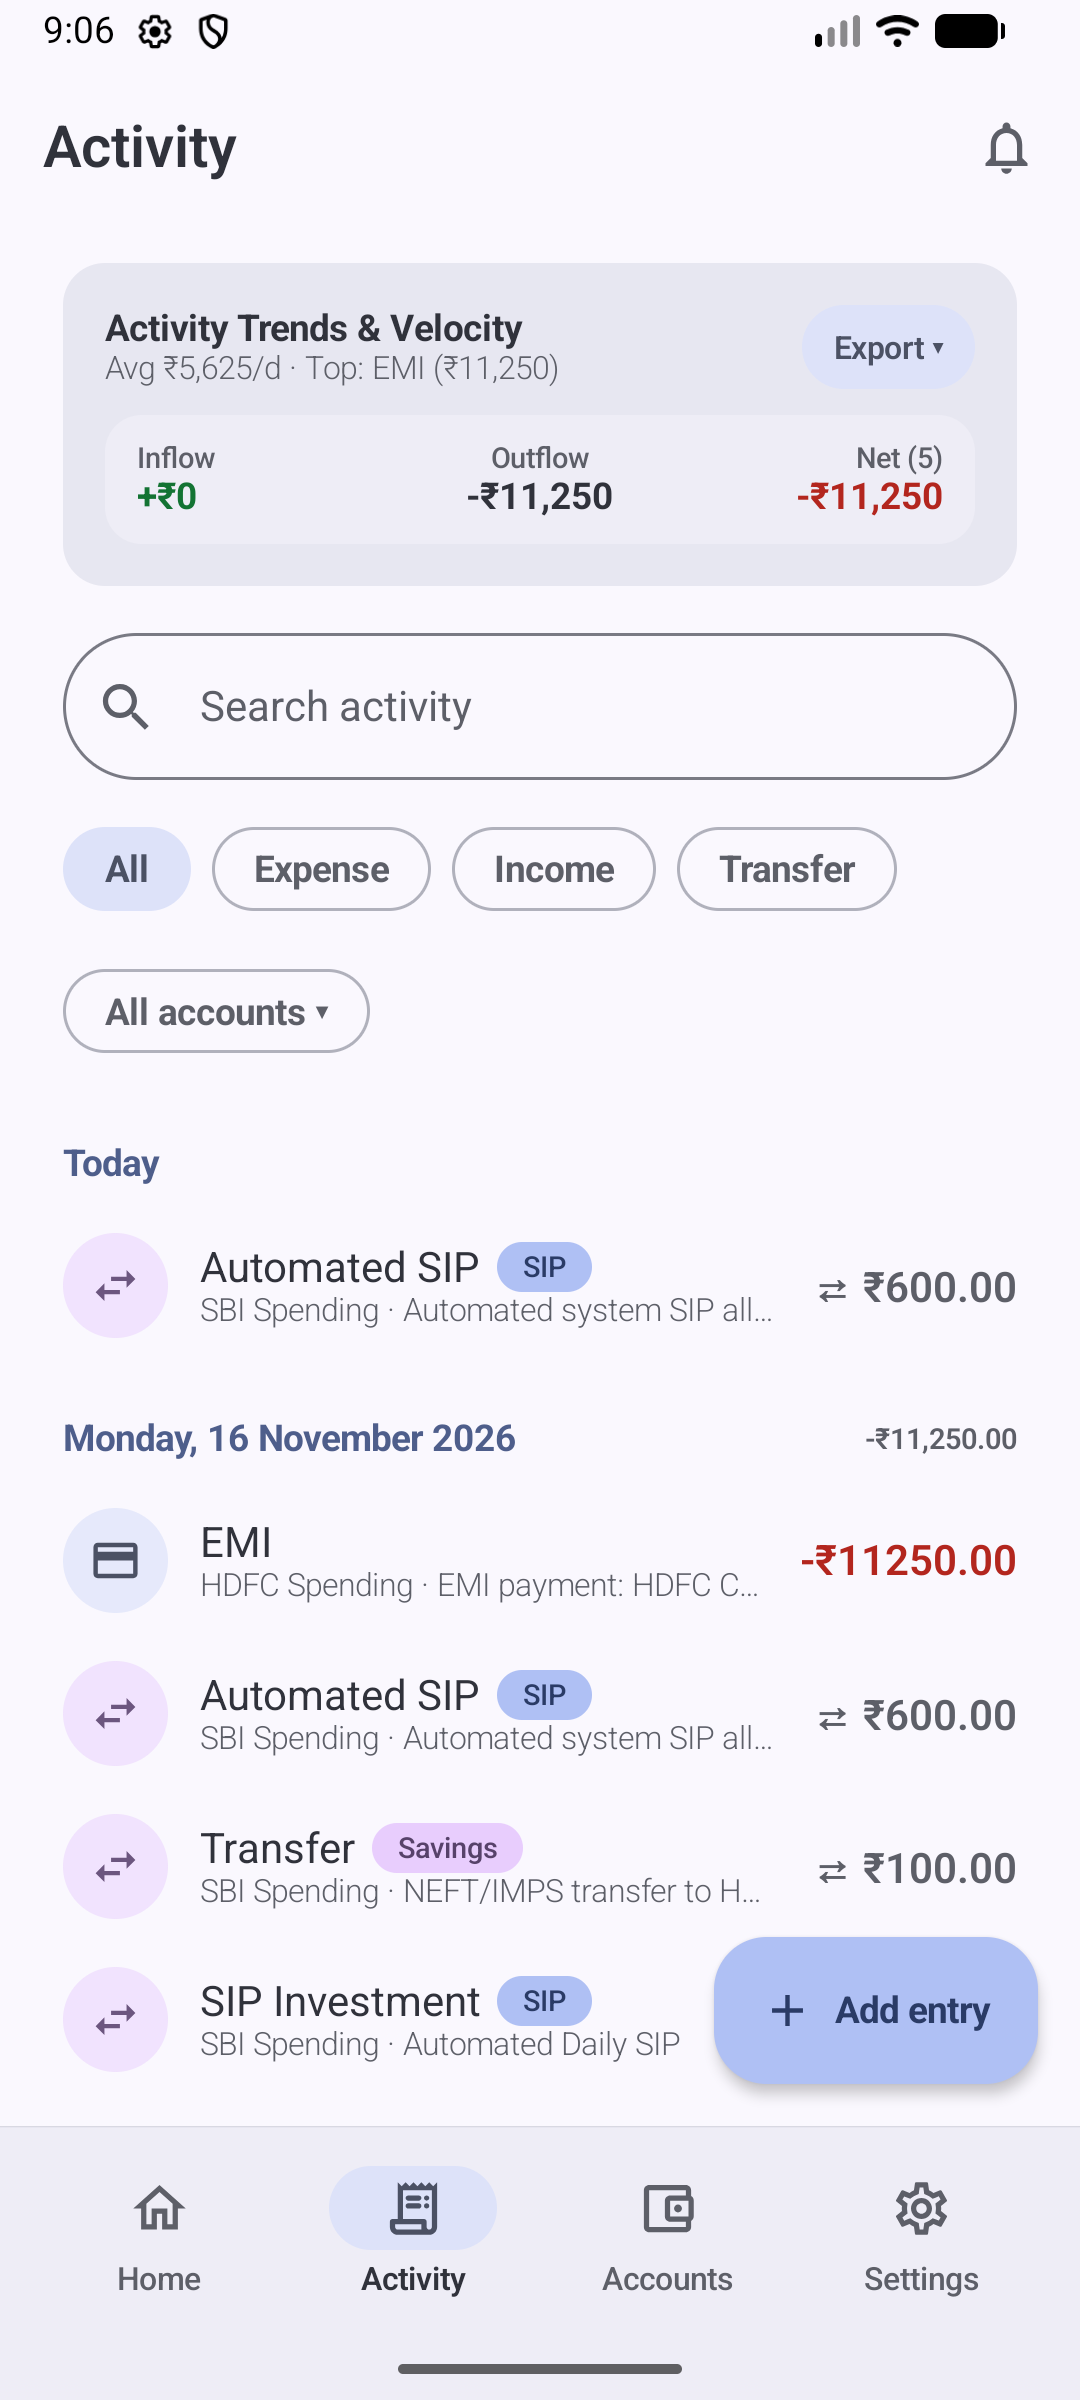 9:06
Activity
Activity Trends & Velocity
Avg ₹5,625/d · Top: EMI (₹11,250)
Export ▾
Inflow
+₹0
Outflow
-₹11,250
Net (5)
-₹11,250
Search activity
All
Expense
Income
Transfer
All accounts ▾
Today
Automated SIP SIP
SBI Spending · Automated system SIP all...
⇄ ₹600.00
Monday, 16 November 2026
-₹11,250.00
EMI
HDFC Spending · EMI payment: HDFC C...
-₹11250.00
Automated SIP SIP
SBI Spending · Automated system SIP all...
⇄ ₹600.00
Transfer Savings
SBI Spending · NEFT/IMPS transfer to H...
⇄ ₹100.00
SIP Investment SIP
SBI Spending · Automated Daily SIP
+ Add entry
Home
Activity
Accounts
Settings